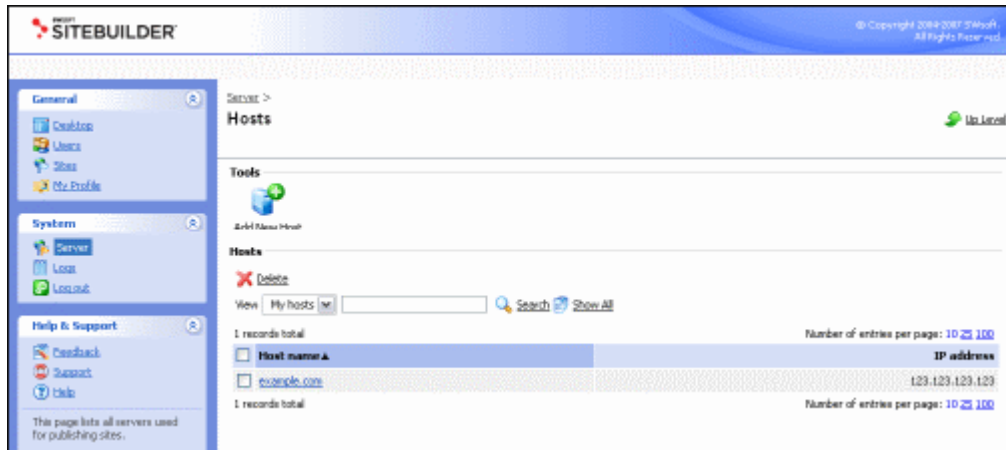 SWSOFT
SITEBUILDER
© Copyright 2004-2007 SWsoft.
All Rights Reserved.
General
Desktop
Users
Sites
My Profile
System
Server
Logs
Log out
Help & Support
Feedback
Support
Help
This page lists all servers used
for publishing sites.
Server >
Hosts
Up Level
Tools
Add New Host
Hosts
Delete
View My hosts Search Show All
1 records total Number of entries per page: 10 25 100
Host name IP address
example.com 123.123.123.123
1 records total Number of entries per page: 10 25 100